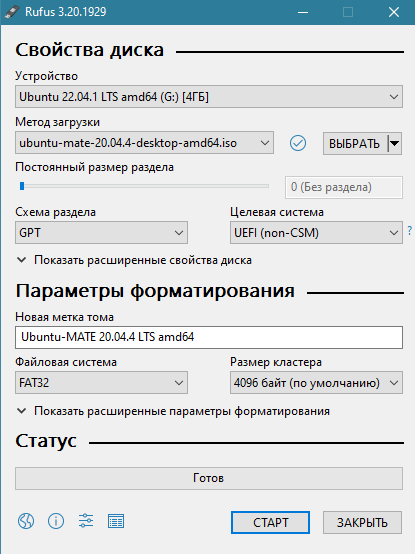 Rufus 3.20.1929
Свойства диска
Устройство
Ubuntu 22.04.1 LTS amd64 (G:) [4ГБ]
Метод загрузки
ubuntu-mate-20.04.4-desktop-amd64.iso
ВЫБРАТЬ
Постоянный размер раздела
0 (Без раздела)
Схема раздела
Целевая система
GPT
UEFI (non-CSM)
?
Показать расширенные свойства диска
Параметры форматирования
Новая метка тома
Ubuntu-MATE 20.04.4 LTS amd64
Файловая система
Размер кластера
FAT32
4096 байт (по умолчанию)
Показать расширенные параметры форматирования
Статус
Готов
СТАРТ
ЗАКРЫТЬ